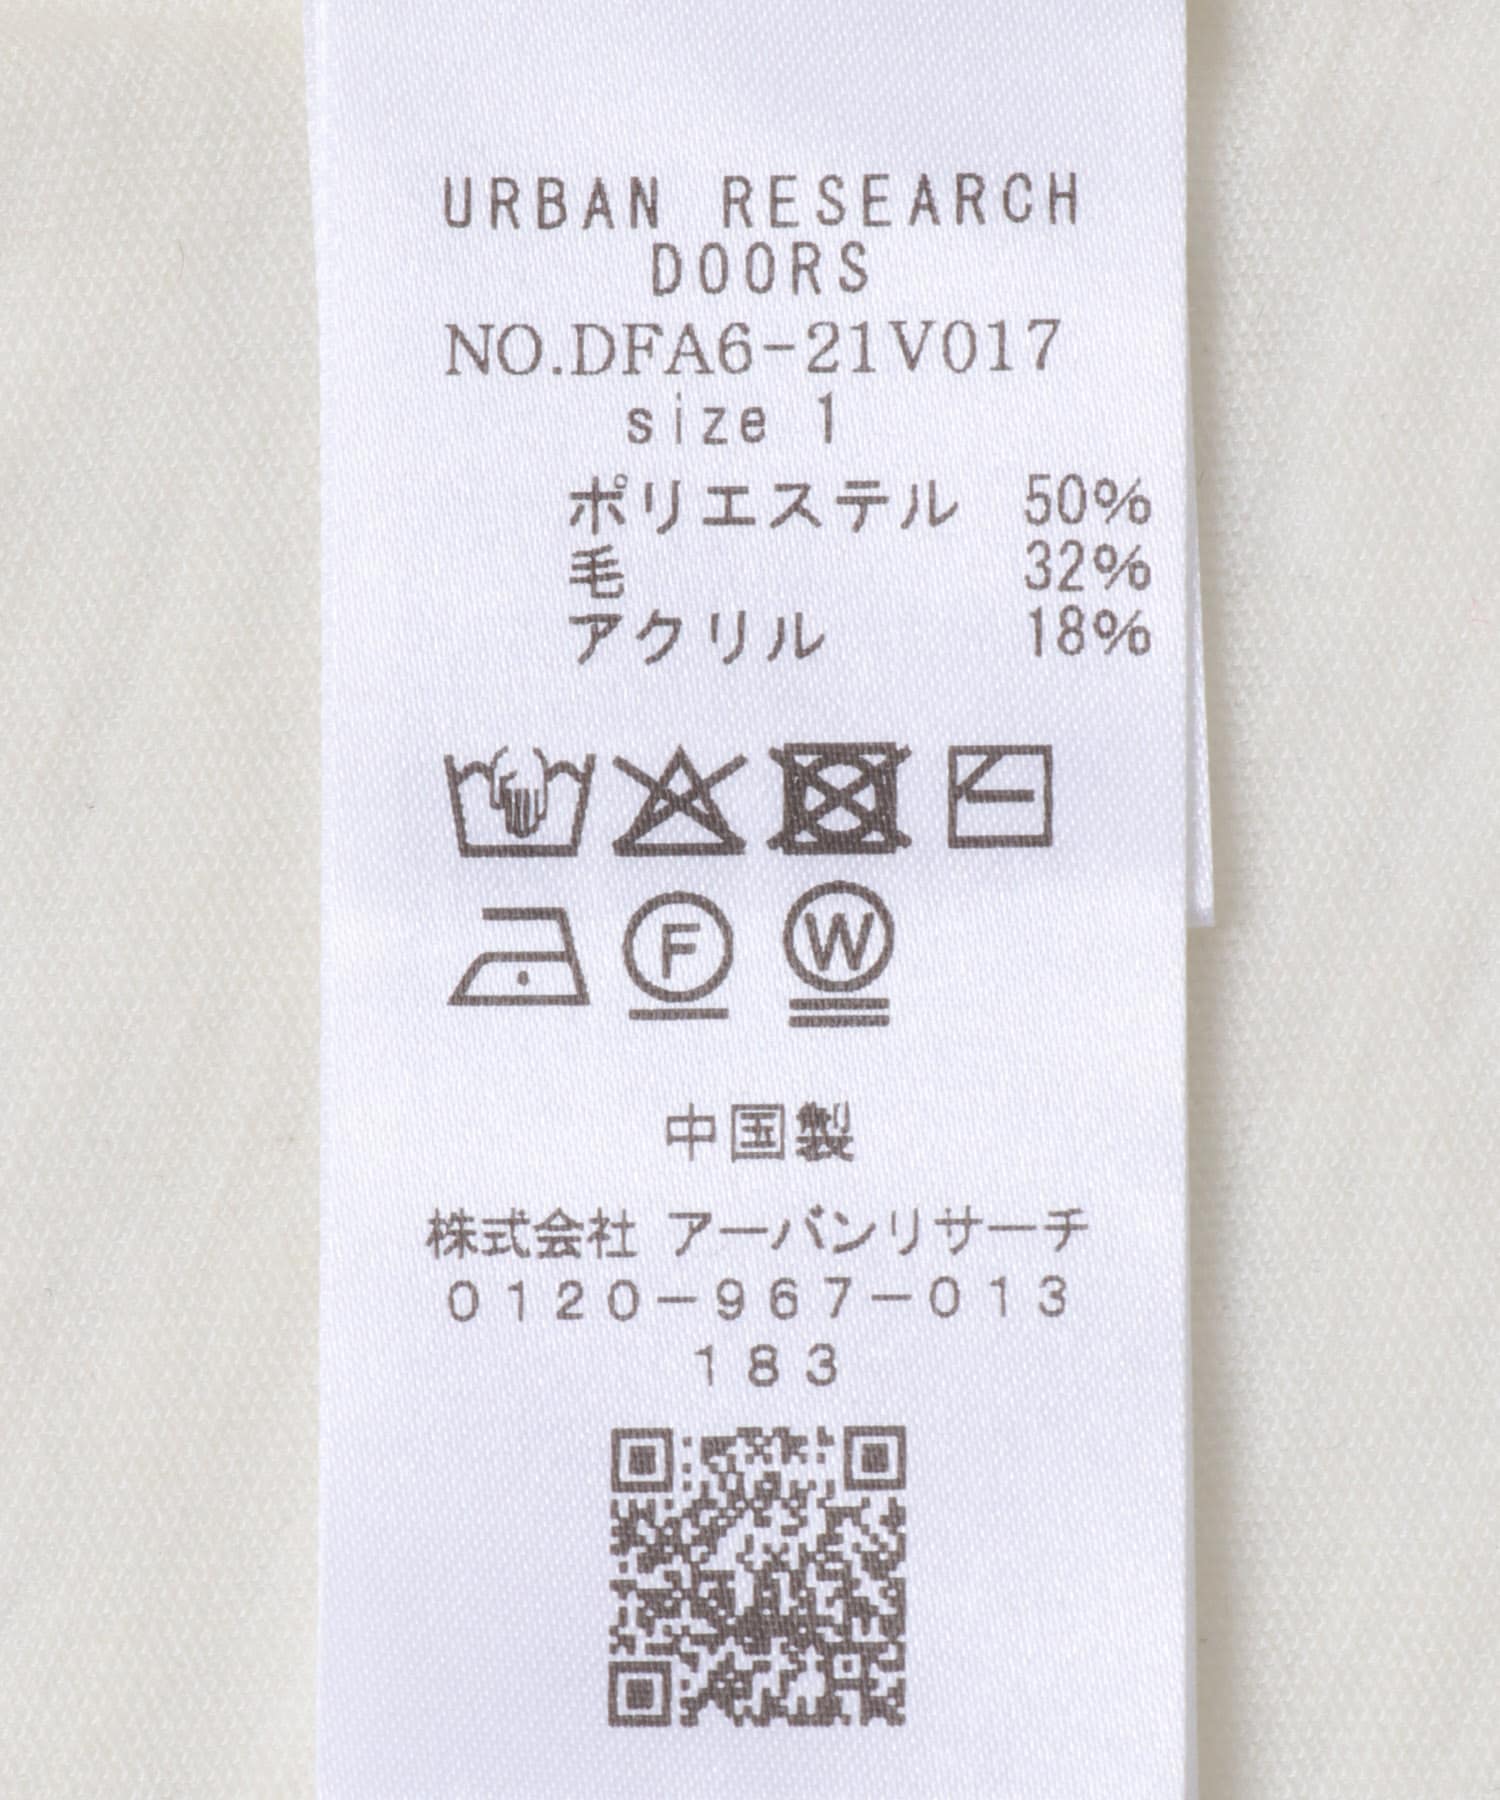 URBAN RESEARCH
DOORS
NO.DFA6-21V017
size 1
ポリエステル 50%
毛 32%
アクリル 18%
F W
中国製
株式会社 アーバンリサーチ
0120-967-013
183